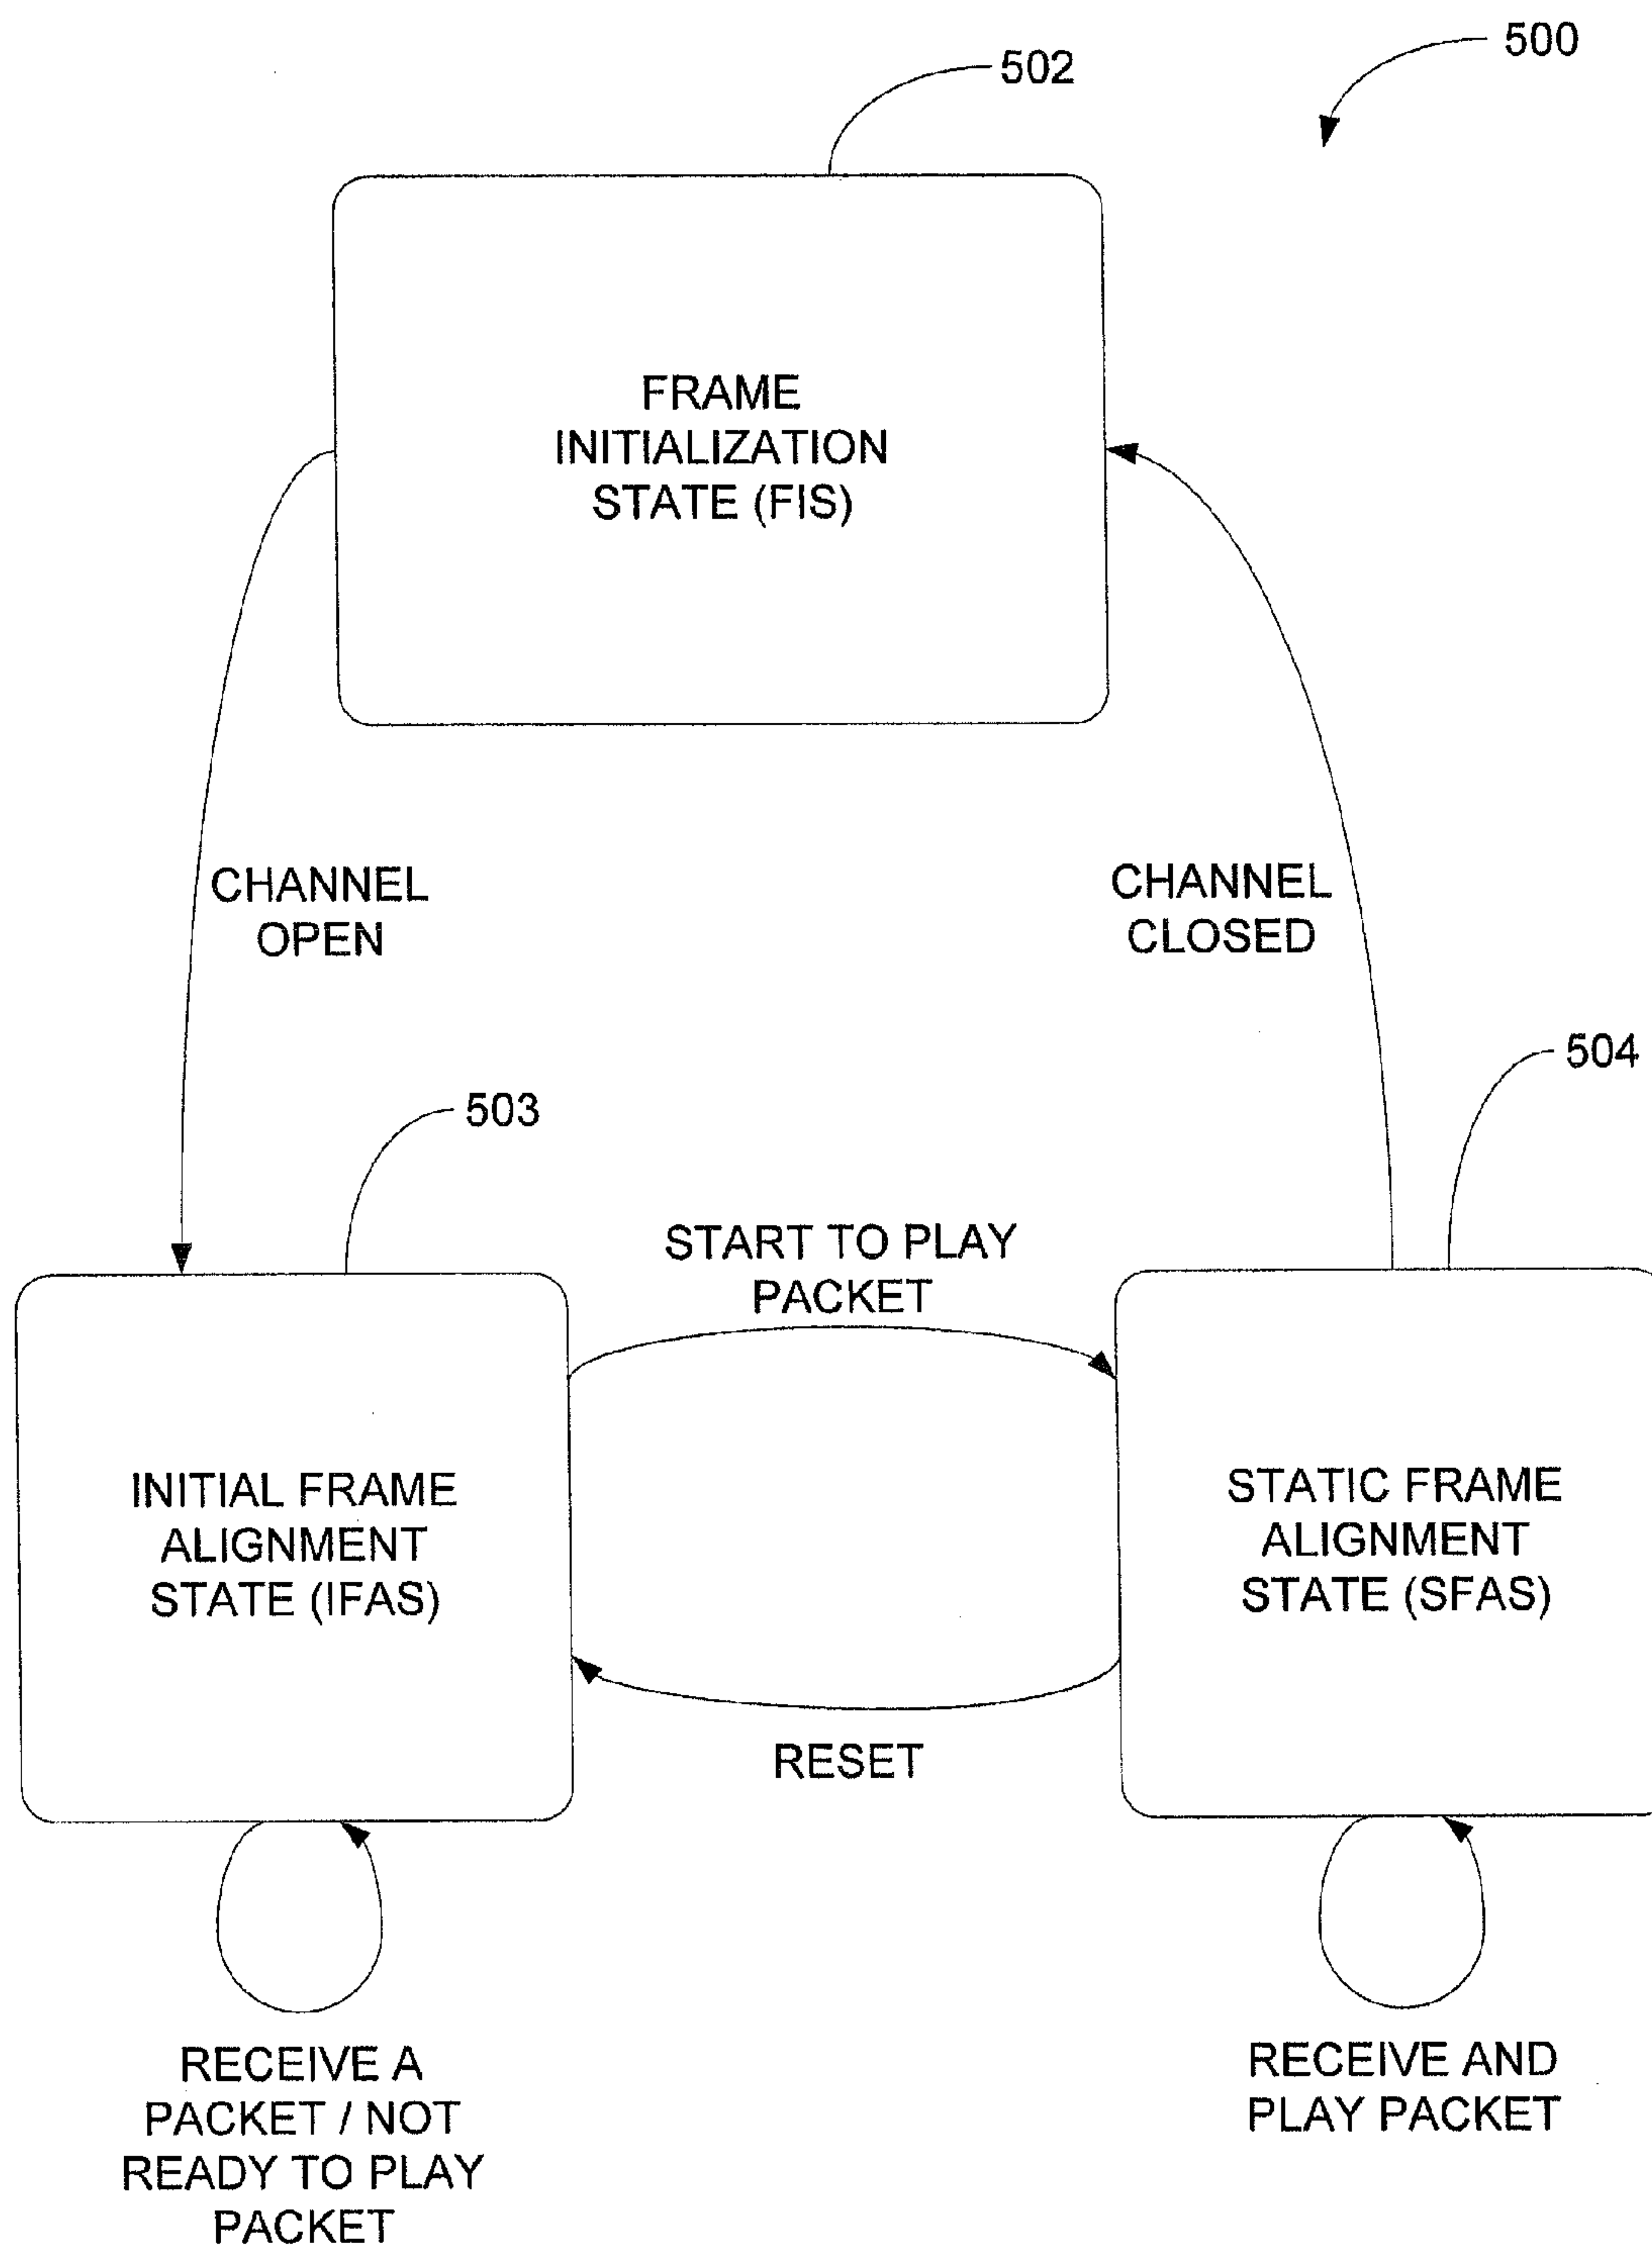 500
502
FRAME
INITIALIZATION
STATE (FIS)
CHANNEL
OPEN
CHANNEL
CLOSED
504
503
START TO PLAY
PACKET
INITIAL FRAME
ALIGNMENT
STATE (IFAS)
STATIC FRAME
ALIGNMENT
STATE (SFAS)
RESET
RECEIVE A
PACKET / NOT
READY TO PLAY
PACKET
RECEIVE AND
PLAY PACKET